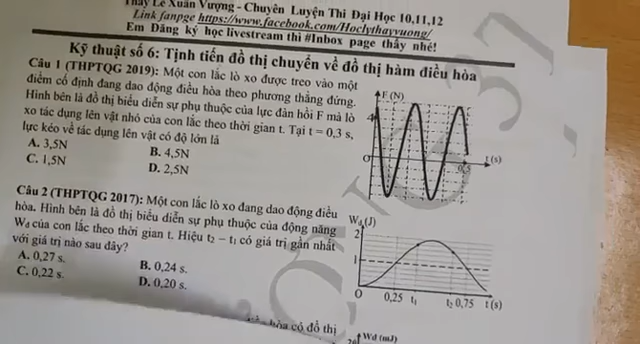 Thầy Lê Xuân Vượng - Chuyên Luyện Thi Đại Học 10,11,12
Link fanpge https://www.facebook.com/Hoclythayvuong/
Em Đăng ký học livestream thì #Inbox page thầy nhé!
Kỹ thuật số 6: Tịnh tiến đồ thị chuyển về đồ thị hàm điều hòa
Câu 1 (THPTQG 2019): Một con lắc lò xo được treo vào một
điểm cố định đang dao động điều hòa theo phương thẳng đứng.
Hình bên là đồ thị biểu diễn sự phụ thuộc của lực đàn hồi F mà lò
xo tác dụng lên vật nhỏ của con lắc theo thời gian t. Tại t = 0,3 s,
lực kéo về tác dụng lên vật có độ lớn là
A. 3,5N
B. 4,5N
C. 1,5N
D. 2,5N
F (N)
4
O
0,5
t (s)
Câu 2 (THPTQG 2017): Một con lắc lò xo đang dao động điều
hòa. Hình bên là đồ thị biểu diễn sự phụ thuộc của động năng
Wđ của con lắc theo thời gian t. Hiệu t₂ – t₁ có giá trị gần nhất
với giá trị nào sau đây?
A. 0,27 s.
B. 0,24 s.
C. 0,22 s.
D. 0,20 s.
Wđ(J)
2
1
O
0,25 t₁
t₂ 0,75 t (s)
hòa có đồ thị
Wđ (mJ)